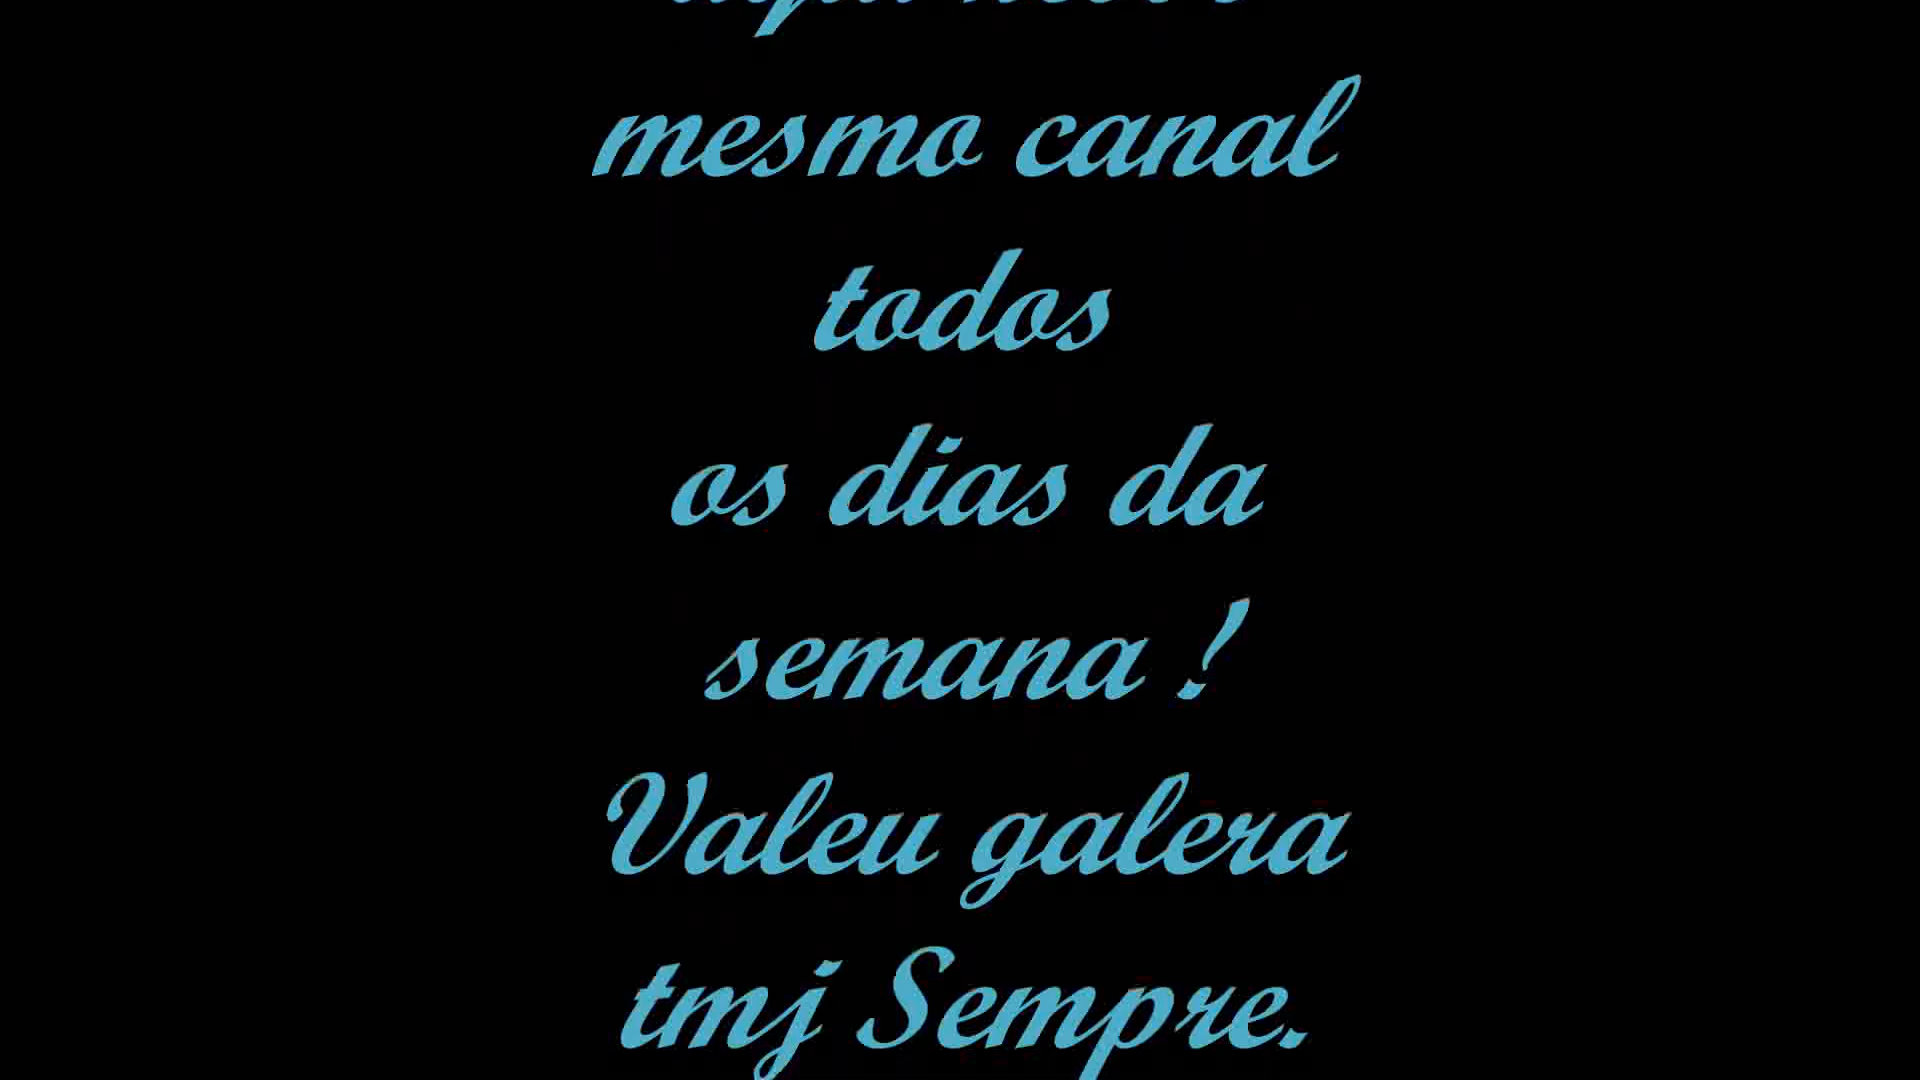 mesmo canal
todos
os dias da
semana !
Valeu galera
tmj Sempre.